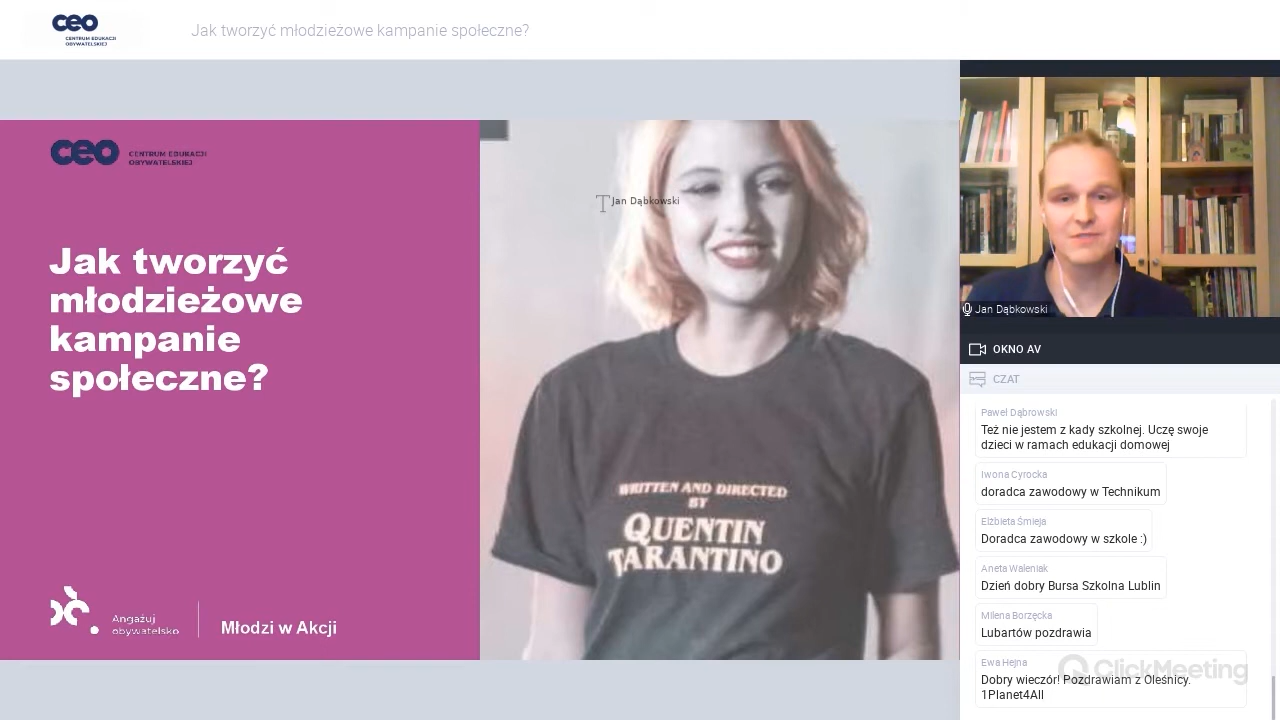 ceo
CENTRUM EDUKACJI
OBYWATELSKIEJ
Jak tworzyć młodzieżowe kampanie społeczne?
ceo
CENTRUM EDUKACJI
OBYWATELSKIEJ
Jak tworzyć
młodzieżowe
kampanie
społeczne?
Angażuj
obywatelsko
Młodzi w Akcji
Jan Dąbkowski
WRITTEN AND DIRECTED
BY
QUENTIN
TARANTINO
Jan Dąbkowski
OKNO AV
CZAT
Paweł Dąbrowski
Też nie jestem z kady szkolnej. Uczę swoje
dzieci w ramach edukacji domowej
Iwona Cyrocka
doradca zawodowy w Technikum
Elżbieta Śmieja
Doradca zawodowy w szkole :)
Aneta Waleniak
Dzień dobry Bursa Szkolna Lublin
Milena Borzęcka
Lubartów pozdrawia
Ewa Hejna
Dobry wieczór! Pozdrawiam z Oleśnicy.
1Planet4All
ClickMeeting